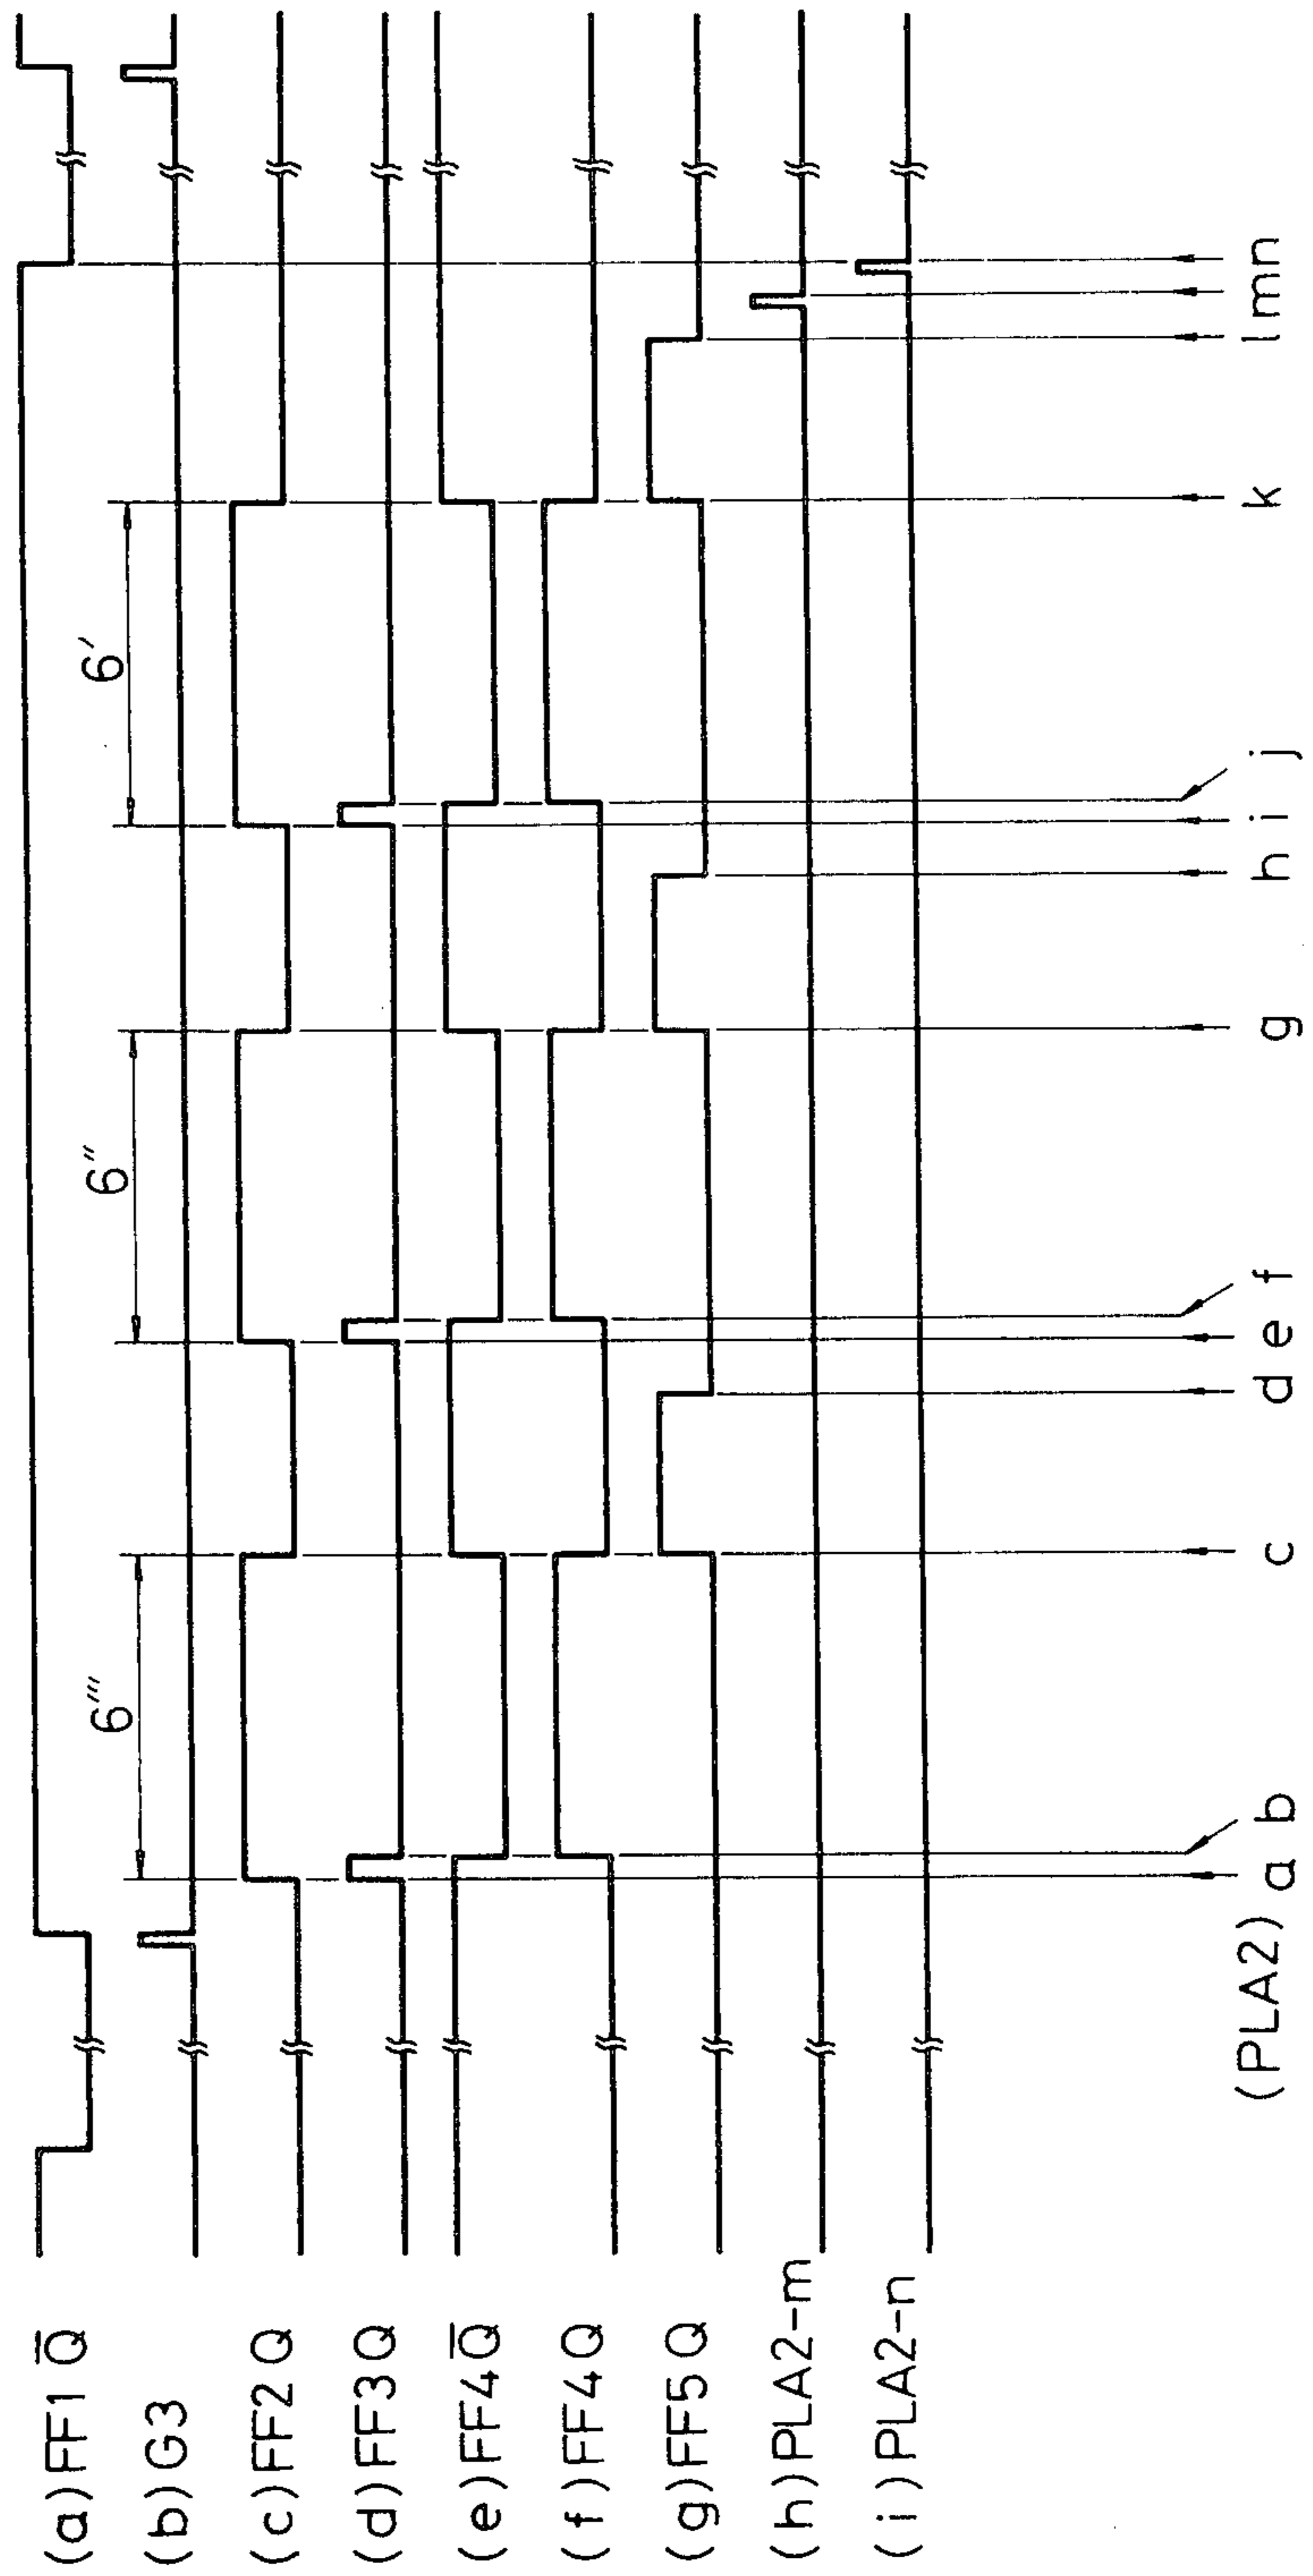 (a) FF1 Q̅
(b) G3
(c) FF2 Q
(d) FF3 Q
(e) FF4 Q̅
(f) FF4 Q
(g) FF5 Q
(h) PLA2-m
(i) PLA2-n
6''' 6'' 6'
(PLA2) a b c d e f g h i j k l m n